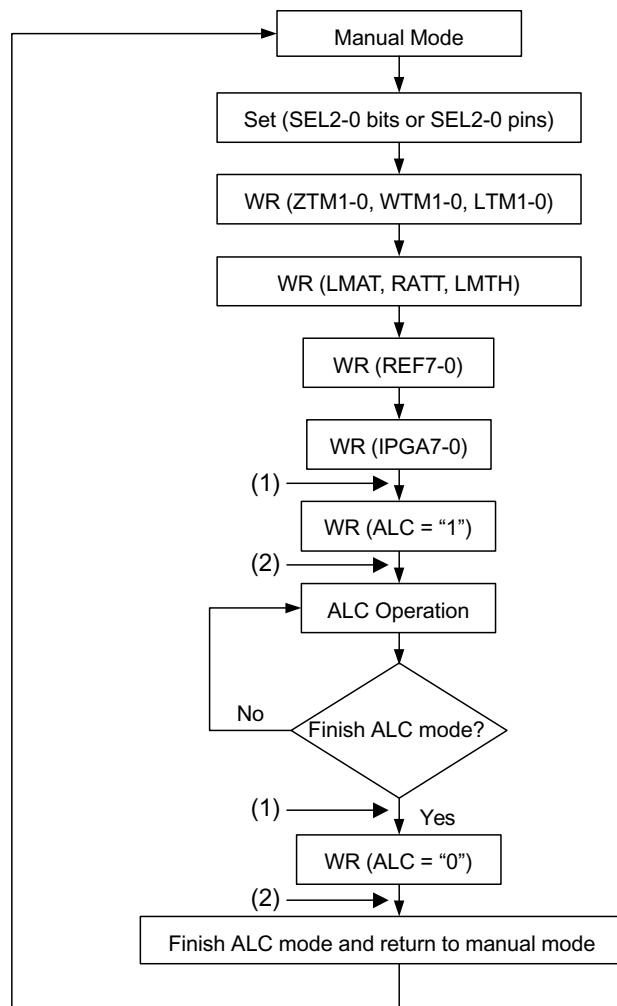 Manual Mode
Set (SEL2-0 bits or SEL2-0 pins)
WR (ZTM1-0, WTM1-0, LTM1-0)
WR (LMAT, RATT, LMTH)
WR (REF7-0)
WR (IPGA7-0)
(1)
WR (ALC = “1”)
(2)
ALC Operation
No
Finish ALC mode?
(1)
Yes
WR (ALC = “0”)
(2)
Finish ALC mode and return to manual mode